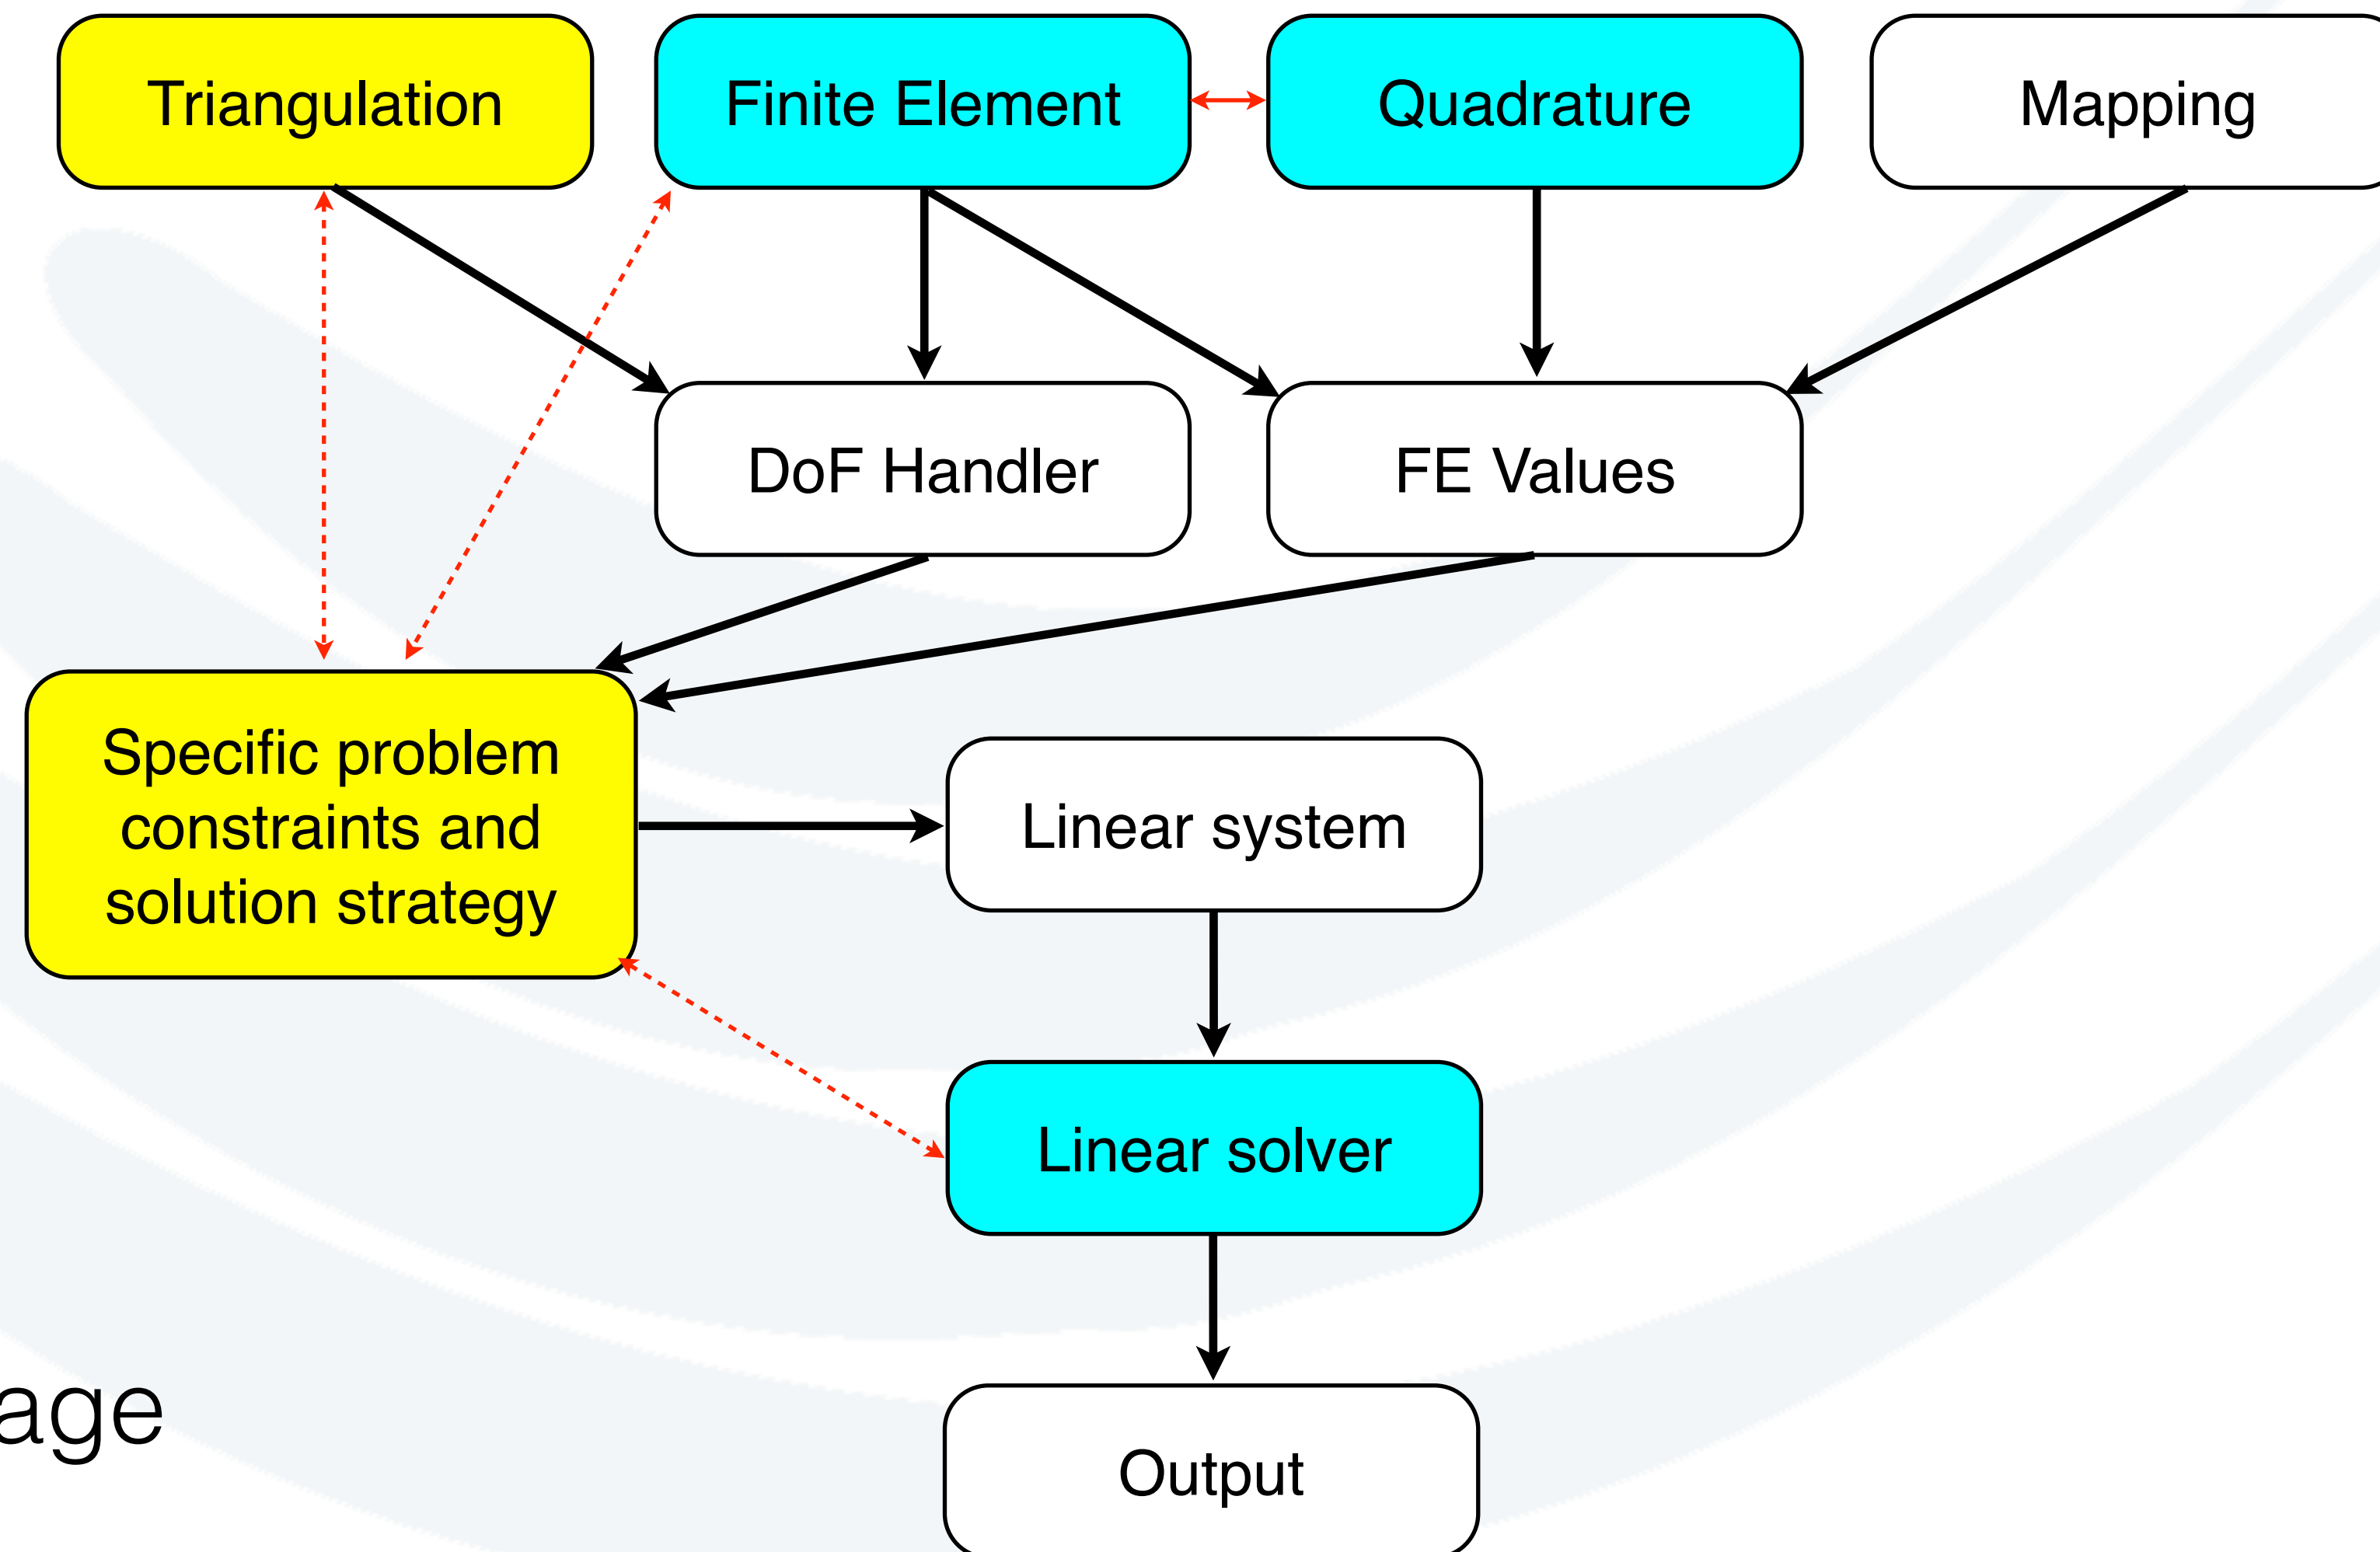 Triangulation
Finite Element
Quadrature
Mapping
DoF Handler
FE Values
Specific problem
constraints and
solution strategy
Linear system
Linear solver
Output
age